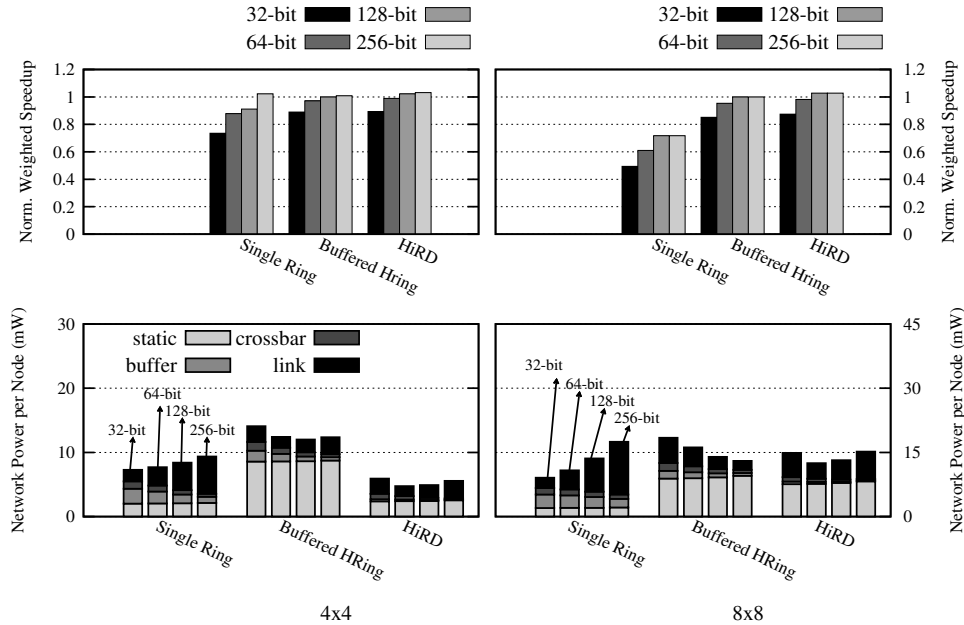 32-bit 128-bit
64-bit 256-bit
32-bit 128-bit
64-bit 256-bit
Norm. Weighted Speedup
1.2
1
0.8
0.6
0.4
0.2
0
Single Ring
Buffered Hring
HiRD
1.2
1
0.8
0.6
0.4
0.2
0
Norm. Weighted Speedup
Single Ring
Buffered Hring
HiRD
Network Power per Node (mW)
30
20
10
0
static crossbar
buffer link
32-bit
64-bit
128-bit
256-bit
Single Ring
Buffered HRing
HiRD
4x4
45
30
15
0
Network Power per Node (mW)
32-bit
64-bit
128-bit
256-bit
Single Ring
Buffered HRing
HiRD
8x8